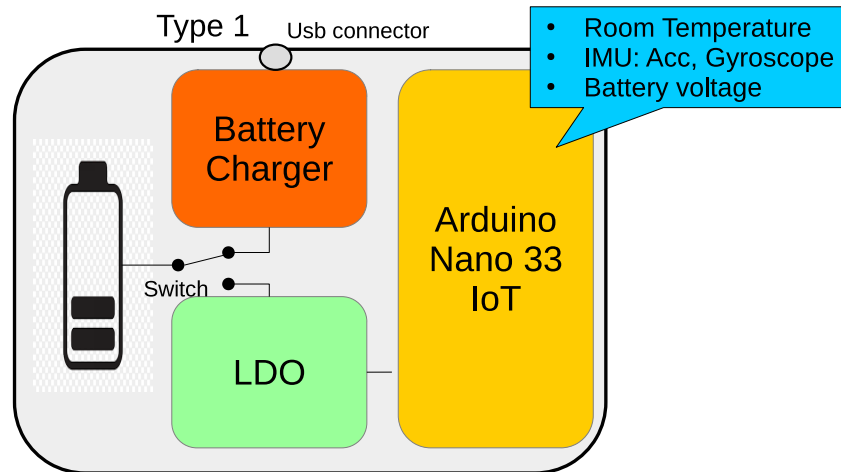 Type 1
Usb connector
• Room Temperature
• IMU: Acc, Gyroscope
• Battery voltage
Battery
Charger
Arduino
Nano 33
IoT
Switch
LDO